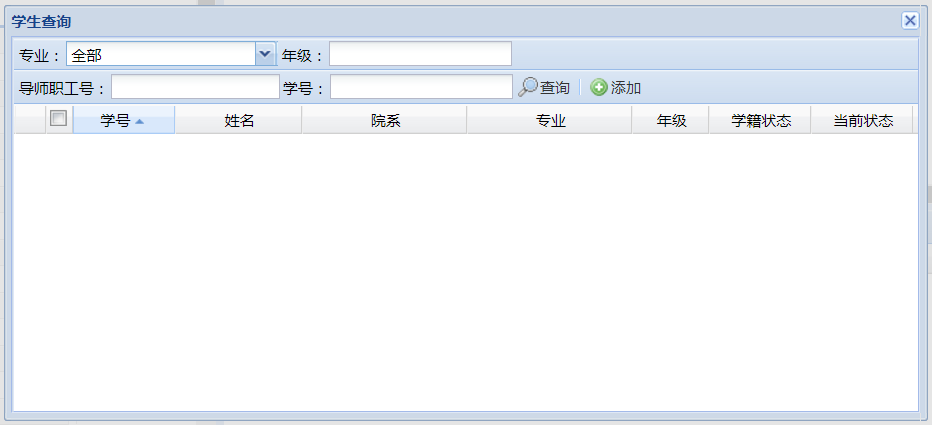 学生查询
专业： 全部 年级：
导师职工号： 学号： 查询 添加
学号 姓名 院系 专业 年级 学籍状态 当前状态